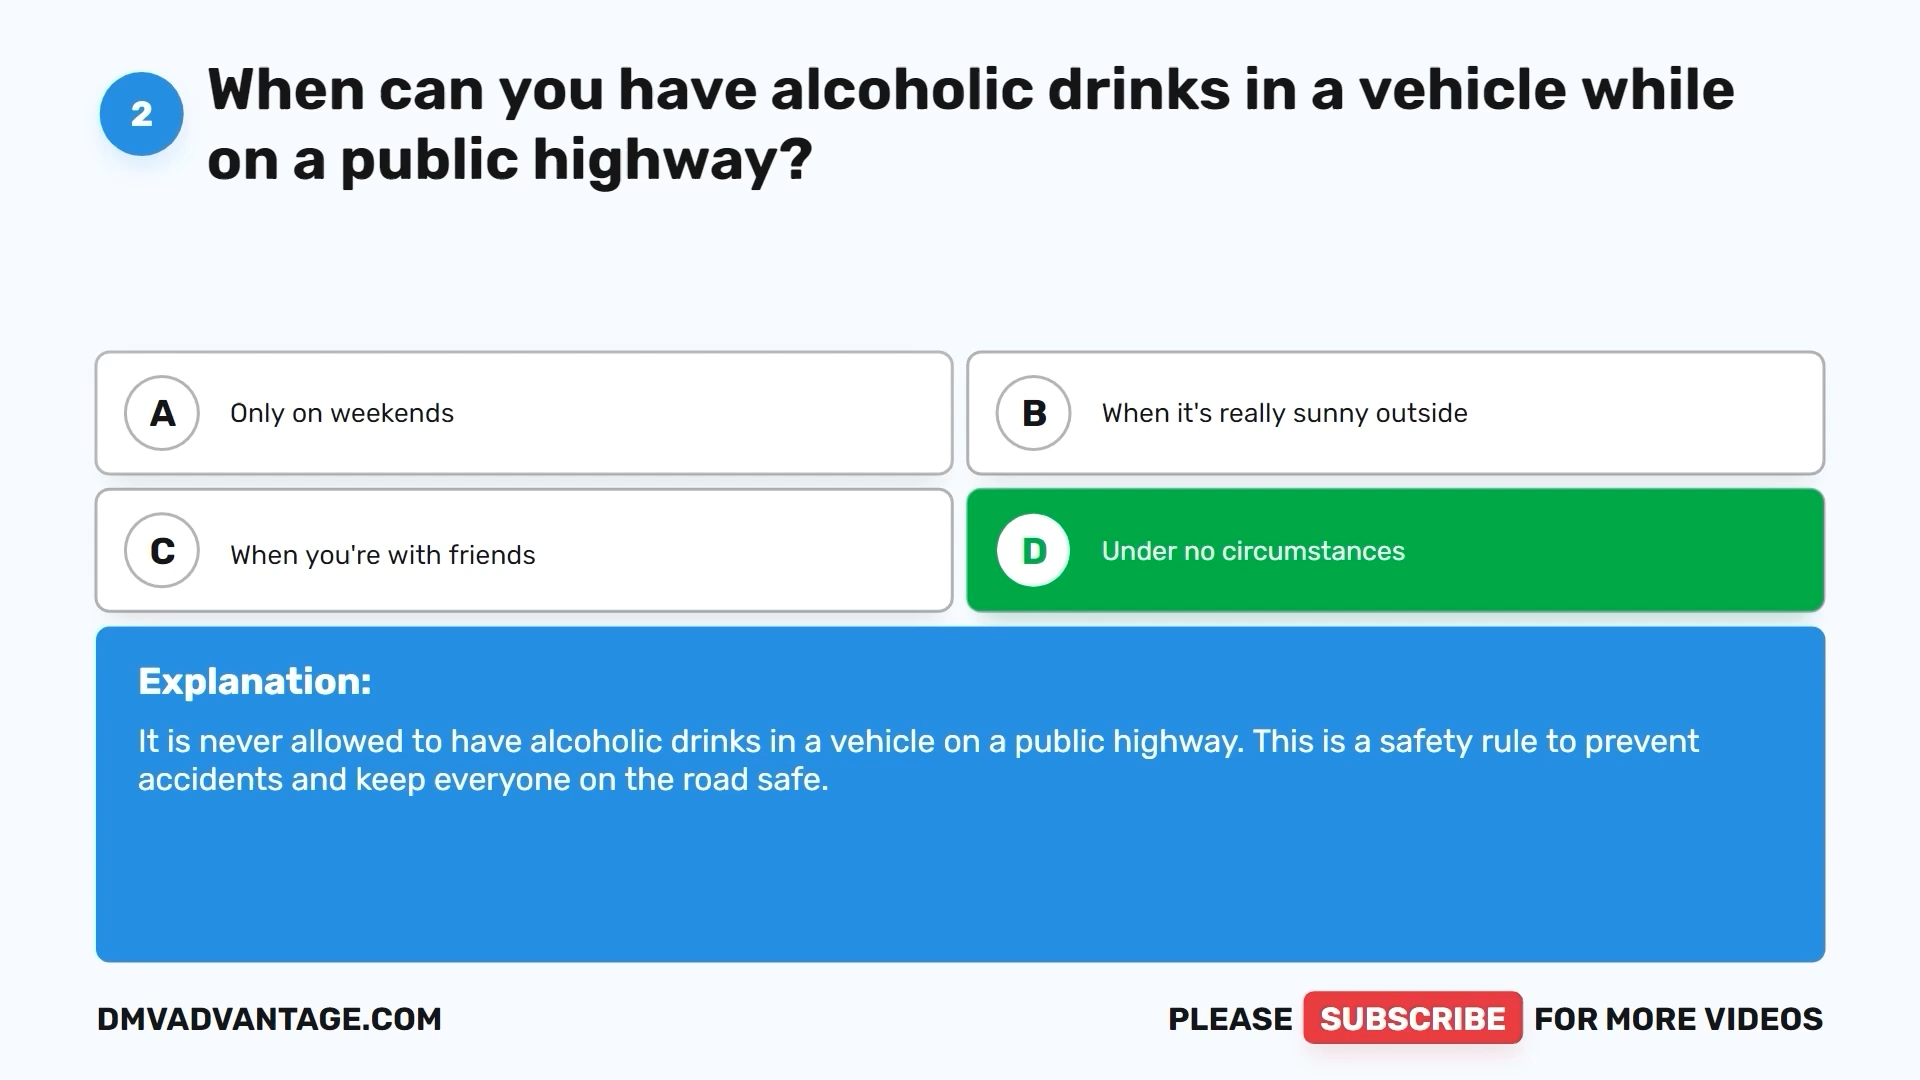 2
When can you have alcoholic drinks in a vehicle while
on a public highway?
A
Only on weekends
B
When it's really sunny outside
C
When you're with friends
D
Under no circumstances
Explanation:
It is never allowed to have alcoholic drinks in a vehicle on a public highway. This is a safety rule to prevent
accidents and keep everyone on the road safe.
DMVADVANTAGE.COM
PLEASE SUBSCRIBE FOR MORE VIDEOS